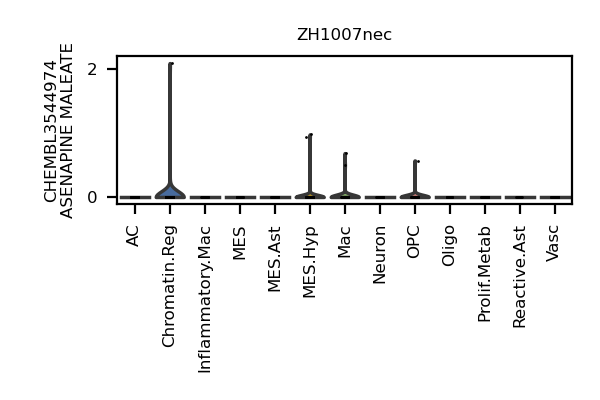 ZH1007nec
CHEMBL3544974
ASENAPINE MALEATE
2
0
AC
Chromatin.Reg
Inflammatory.Mac
MES
MES.Ast
MES.Hyp
Mac
Neuron
OPC
Oligo
Prolif.Metab
Reactive.Ast
Vasc